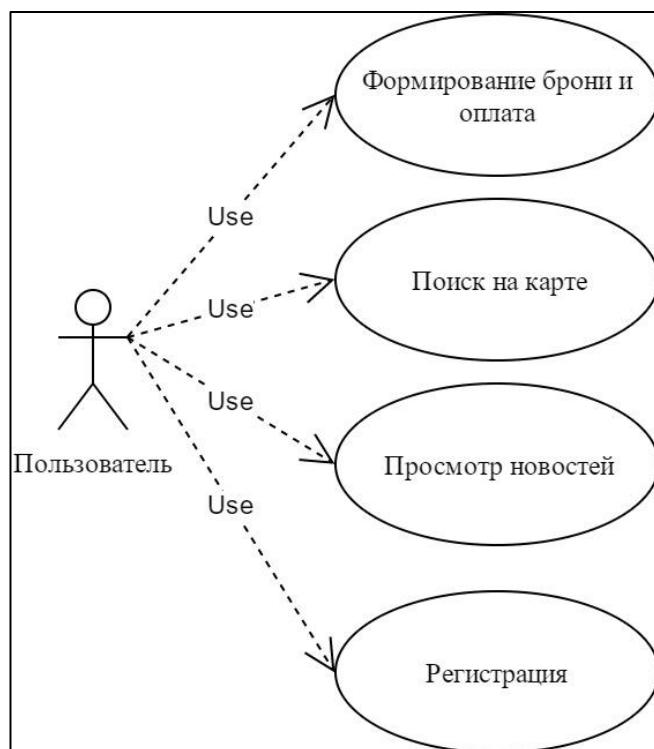 Формирование брони и
оплата
Use
Поиск на карте
Use
Use
Просмотр новостей
Пользователь
Use
Регистрация